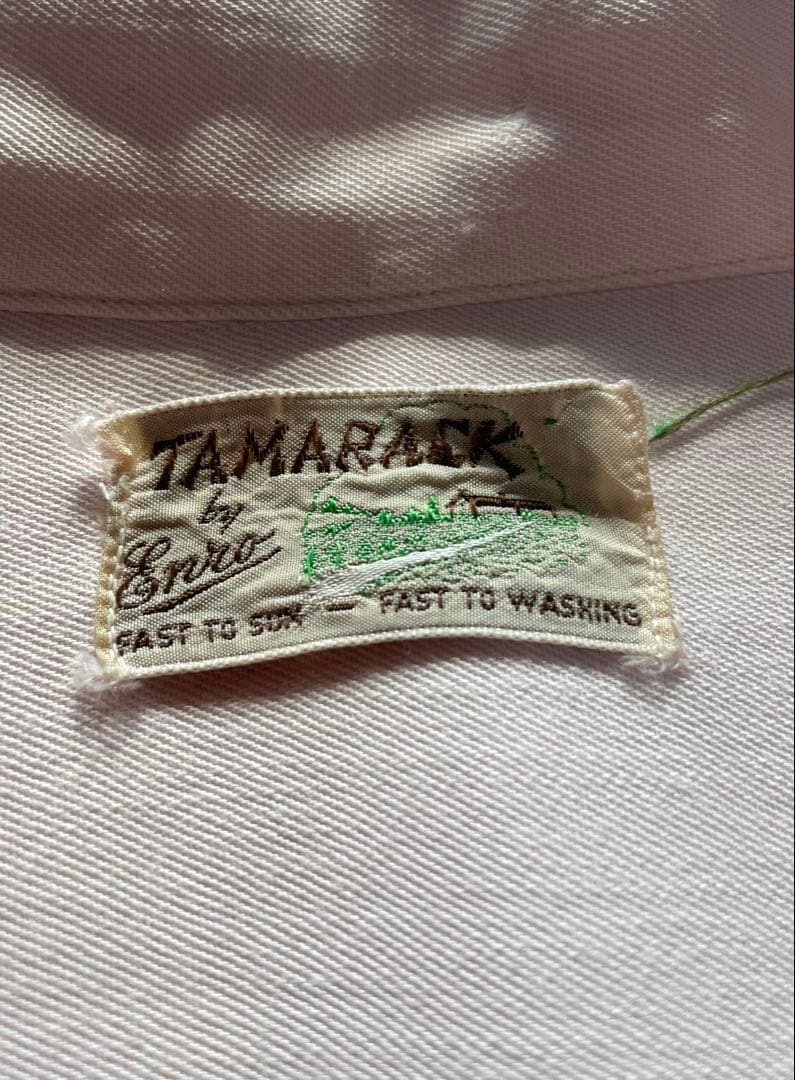 TAMARACK
by
Enro
FAST TO SUN — FAST TO WASHING